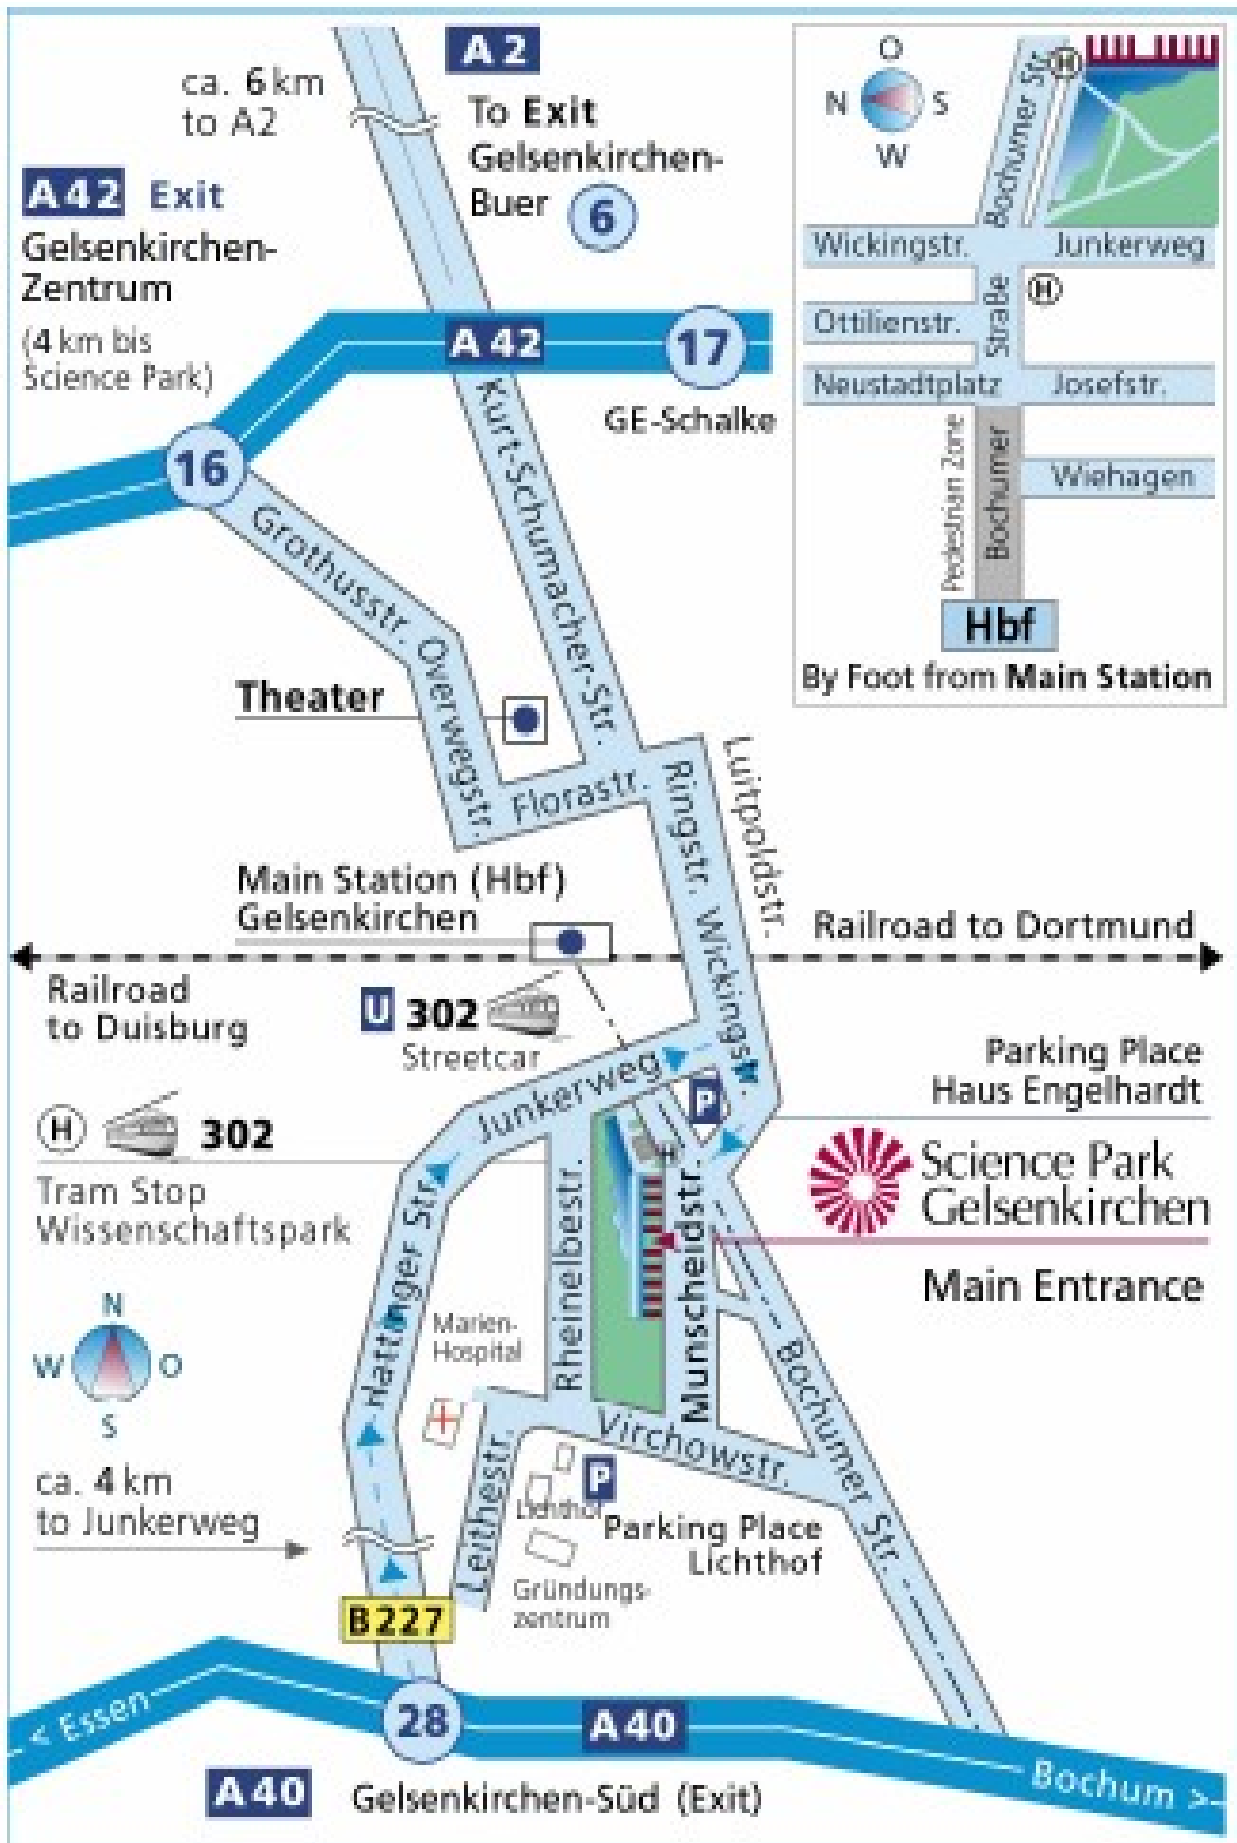 ca. 6 km
to A2
A 2
To Exit
Gelsenkirchen-
Buer 6
A 42 Exit
Gelsenkirchen-
Zentrum
(4 km bis
Science Park)
A 42
17
GE-Schalke
16
Kurt-Schumacher-Str.
Grothusstr.
Overwegstr.
Theater
Florastr.
Ringstr.
Luitpoldstr.
O
N S
W
Bochumer Str.
H
Wickingstr.
Junkerweg
Straße
H
Ottilienstr.
Neustadtplatz
Josefstr.
Pedestrian Zone
Bochumer
Wiehagen
Hbf
By Foot from Main Station
Main Station (Hbf)
Gelsenkirchen
Wickingstr.
Railroad to Dortmund
Railroad
to Duisburg
U 302
Streetcar
Junkerweg
P
Parking Place
Haus Engelhardt
H 302
Tram Stop
Wissenschaftspark
H
Science Park
Gelsenkirchen
Main Entrance
Hattinger Str.
Rheinelbestr.
Munscheidstr.
N
W O
S
Marien-
Hospital
Bochumer Str.
Virchowstr.
Leithestr.
ca. 4 km
to Junkerweg
P
Lichthof
Parking Place
Lichthof
Gründungs-
zentrum
B 227
< Essen
28
A 40
Bochum >
A 40 Gelsenkirchen-Süd (Exit)